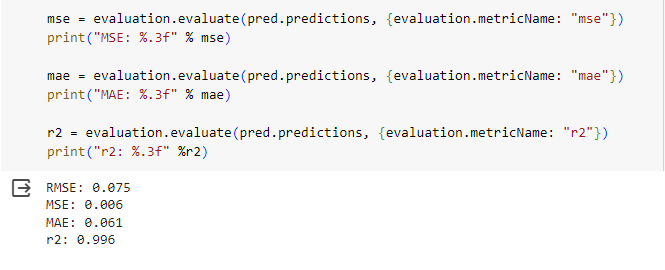 mse = evaluation.evaluate(pred.predictions, {evaluation.metricName: "mse"})
print("MSE: %.3f" % mse)
mae = evaluation.evaluate(pred.predictions, {evaluation.metricName: "mae"})
print("MAE: %.3f" % mae)
r2 = evaluation.evaluate(pred.predictions, {evaluation.metricName: "r2"})
print("r2: %.3f" %r2)
RMSE: 0.075
MSE: 0.006
MAE: 0.061
r2: 0.996